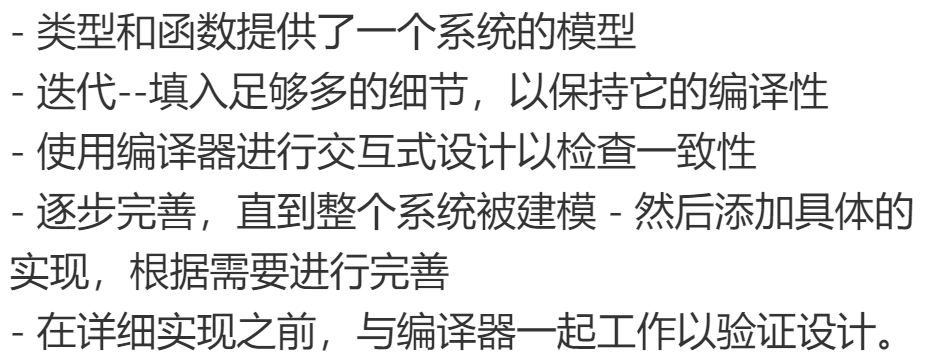 - 类型和函数提供了一个系统的模型
- 迭代--填入足够多的细节，以保持它的编译性
- 使用编译器进行交互式设计以检查一致性
- 逐步完善，直到整个系统被建模 - 然后添加具体的
实现，根据需要进行完善
- 在详细实现之前，与编译器一起工作以验证设计。